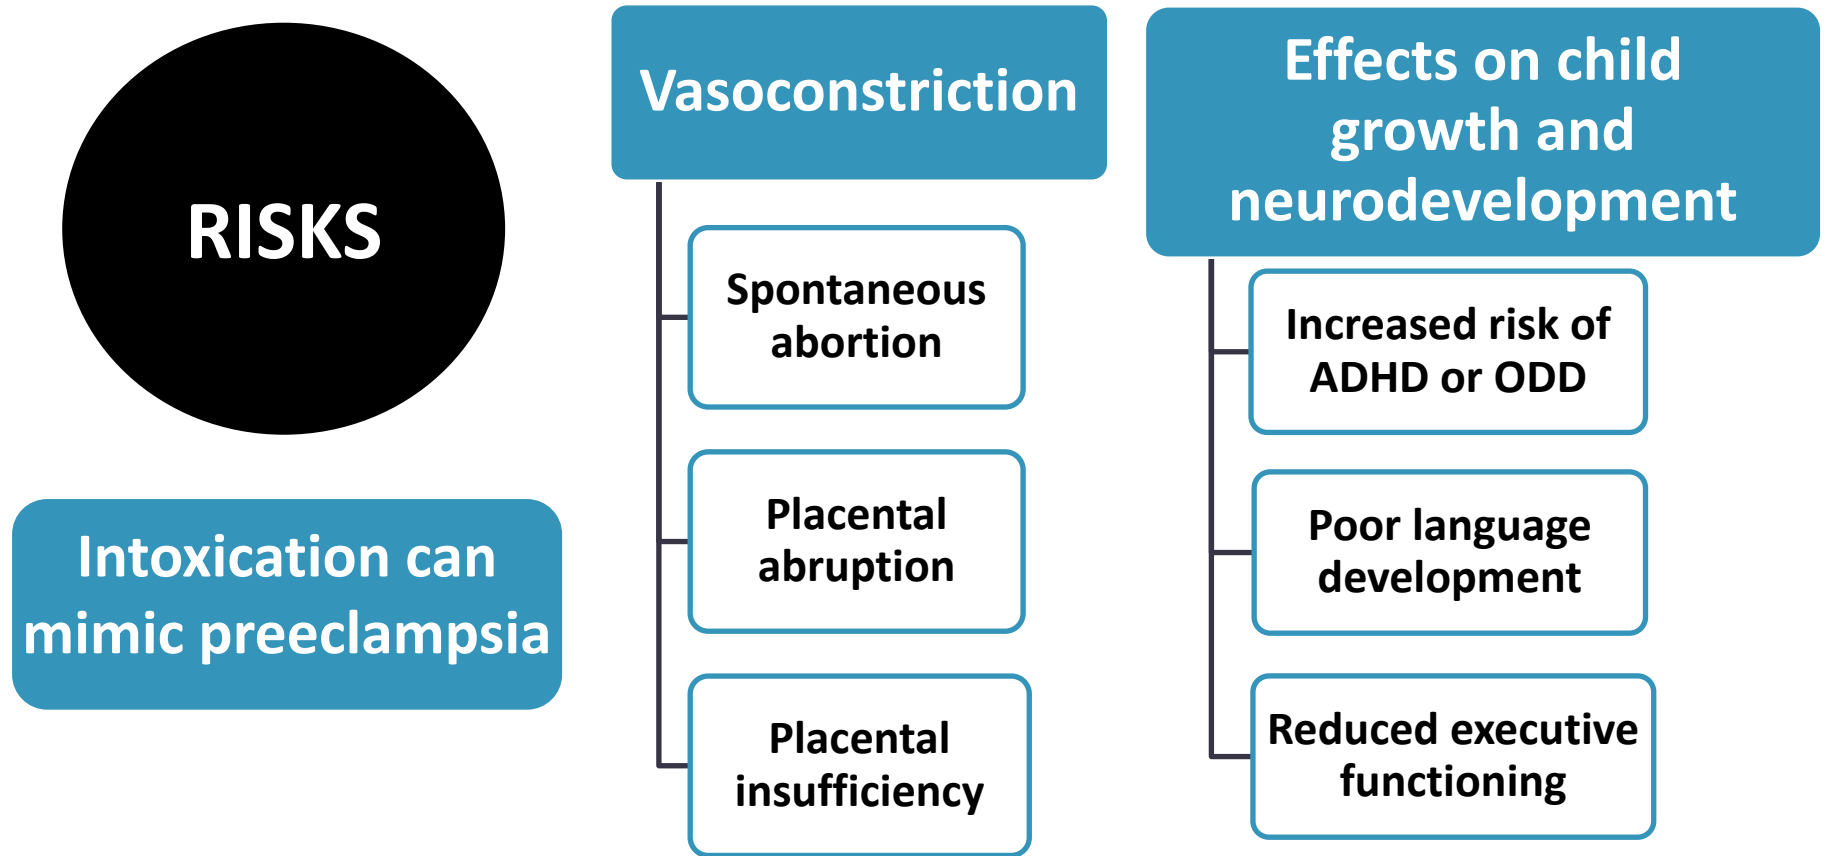 RISKS
Intoxication can
mimic preeclampsia
Vasoconstriction
Spontaneous
abortion
Placental
abruption
Placental
insufficiency
Effects on child
growth and
neurodevelopment
Increased risk of
ADHD or ODD
Poor language
development
Reduced executive
functioning